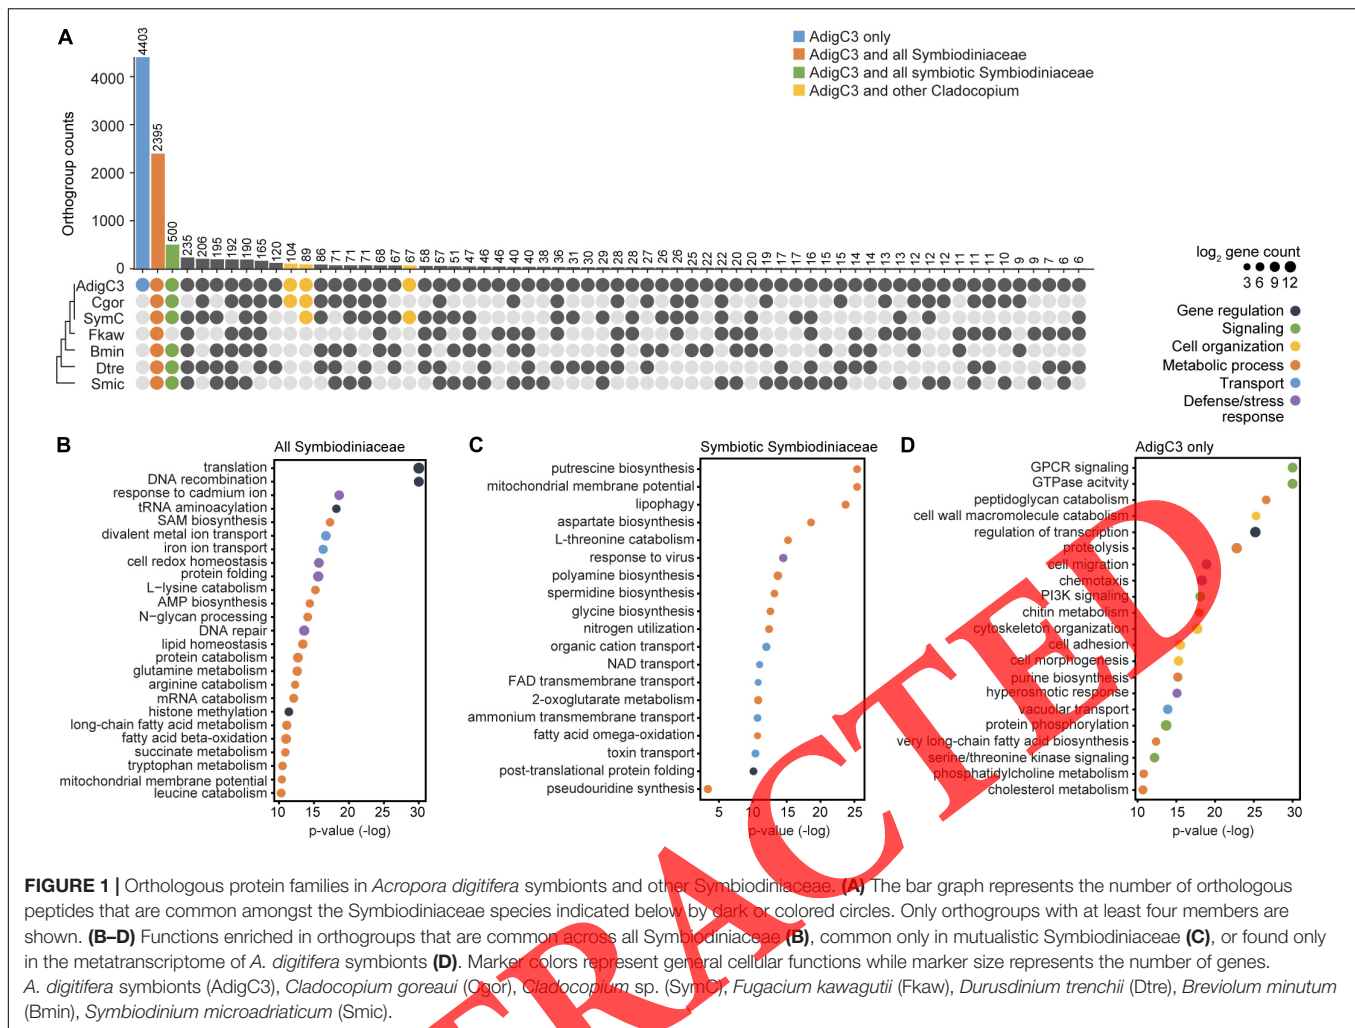 A
Orthogroup counts
4000
3000
2000
1000
0
4403 2395 500 235 206 195 192 190 165 120 104 89 86 71 71 71 68 67 67 58 57 51 47 46 46 40 40 38 36 31 30 29 28 28 27 26 26 25 22 22 20 20 19 17 16 16 15 15 14 14 13 13 12 12 12 11 11 11 10 9 9 7 6 6
AdigC3 only
AdigC3 and all Symbiodiniaceae
AdigC3 and all symbiotic Symbiodiniaceae
AdigC3 and other Cladocopium
AdigC3
Cgor
SymC
Fkaw
Bmin
Dtre
Smic
log2 gene count
3 6 9 12
Gene regulation
Signaling
Cell organization
Metabolic process
Transport
Defense/stress
response
B
All Symbiodiniaceae
translation
DNA recombination
response to cadmium ion
tRNA aminoacylation
SAM biosynthesis
divalent metal ion transport
iron ion transport
cell redox homeostasis
protein folding
L−lysine catabolism
AMP biosynthesis
N−glycan processing
DNA repair
lipid homeostasis
protein catabolism
glutamine metabolism
arginine catabolism
mRNA catabolism
histone methylation
long-chain fatty acid metabolism
fatty acid beta-oxidation
succinate metabolism
tryptophan metabolism
mitochondrial membrane potential
leucine catabolism
10 15 20 25 30
p-value (-log)
C
Symbiotic Symbiodiniaceae
putrescine biosynthesis
mitochondrial membrane potential
lipophagy
aspartate biosynthesis
L-threonine catabolism
response to virus
polyamine biosynthesis
spermidine biosynthesis
glycine biosynthesis
nitrogen utilization
organic cation transport
NAD transport
FAD transmembrane transport
2-oxoglutarate metabolism
ammonium transmembrane transport
fatty acid omega-oxidation
toxin transport
post-translational protein folding
pseudouridine synthesis
5 10 15 20 25
p-value (-log)
D
AdigC3 only
GPCR signaling
GTPase acitvity
peptidoglycan catabolism
cell wall macromolecule catabolism
regulation of transcription
proteolysis
cell migration
chemotaxis
PI3K signaling
chitin metabolism
cytoskeleton organization
cell adhesion
cell morphogenesis
purine biosynthesis
hyperosmotic response
vacuolar transport
protein phosphorylation
very long-chain fatty acid biosynthesis
serine/threonine kinase signaling
phosphatidylcholine metabolism
cholesterol metabolism
10 15 20 25 30
p-value (-log)
FIGURE 1 | Orthologous protein families in Acropora digitifera symbionts and other Symbiodiniaceae. (A) The bar graph represents the number of orthologous
peptides that are common amongst the Symbiodiniaceae species indicated below by dark or colored circles. Only orthogroups with at least four members are
shown. (B–D) Functions enriched in orthogroups that are common across all Symbiodiniaceae (B), common only in mutualistic Symbiodiniaceae (C), or found only
in the metatranscriptome of A. digitifera symbionts (D). Marker colors represent general cellular functions while marker size represents the number of genes.
A. digitifera symbionts (AdigC3), Cladocopium goreaui (Cgor), Cladocopium sp. (SymC), Fugacium kawagutii (Fkaw), Durusdinium trenchii (Dtre), Breviolum minutum
(Bmin), Symbiodinium microadriaticum (Smic).
RACTED